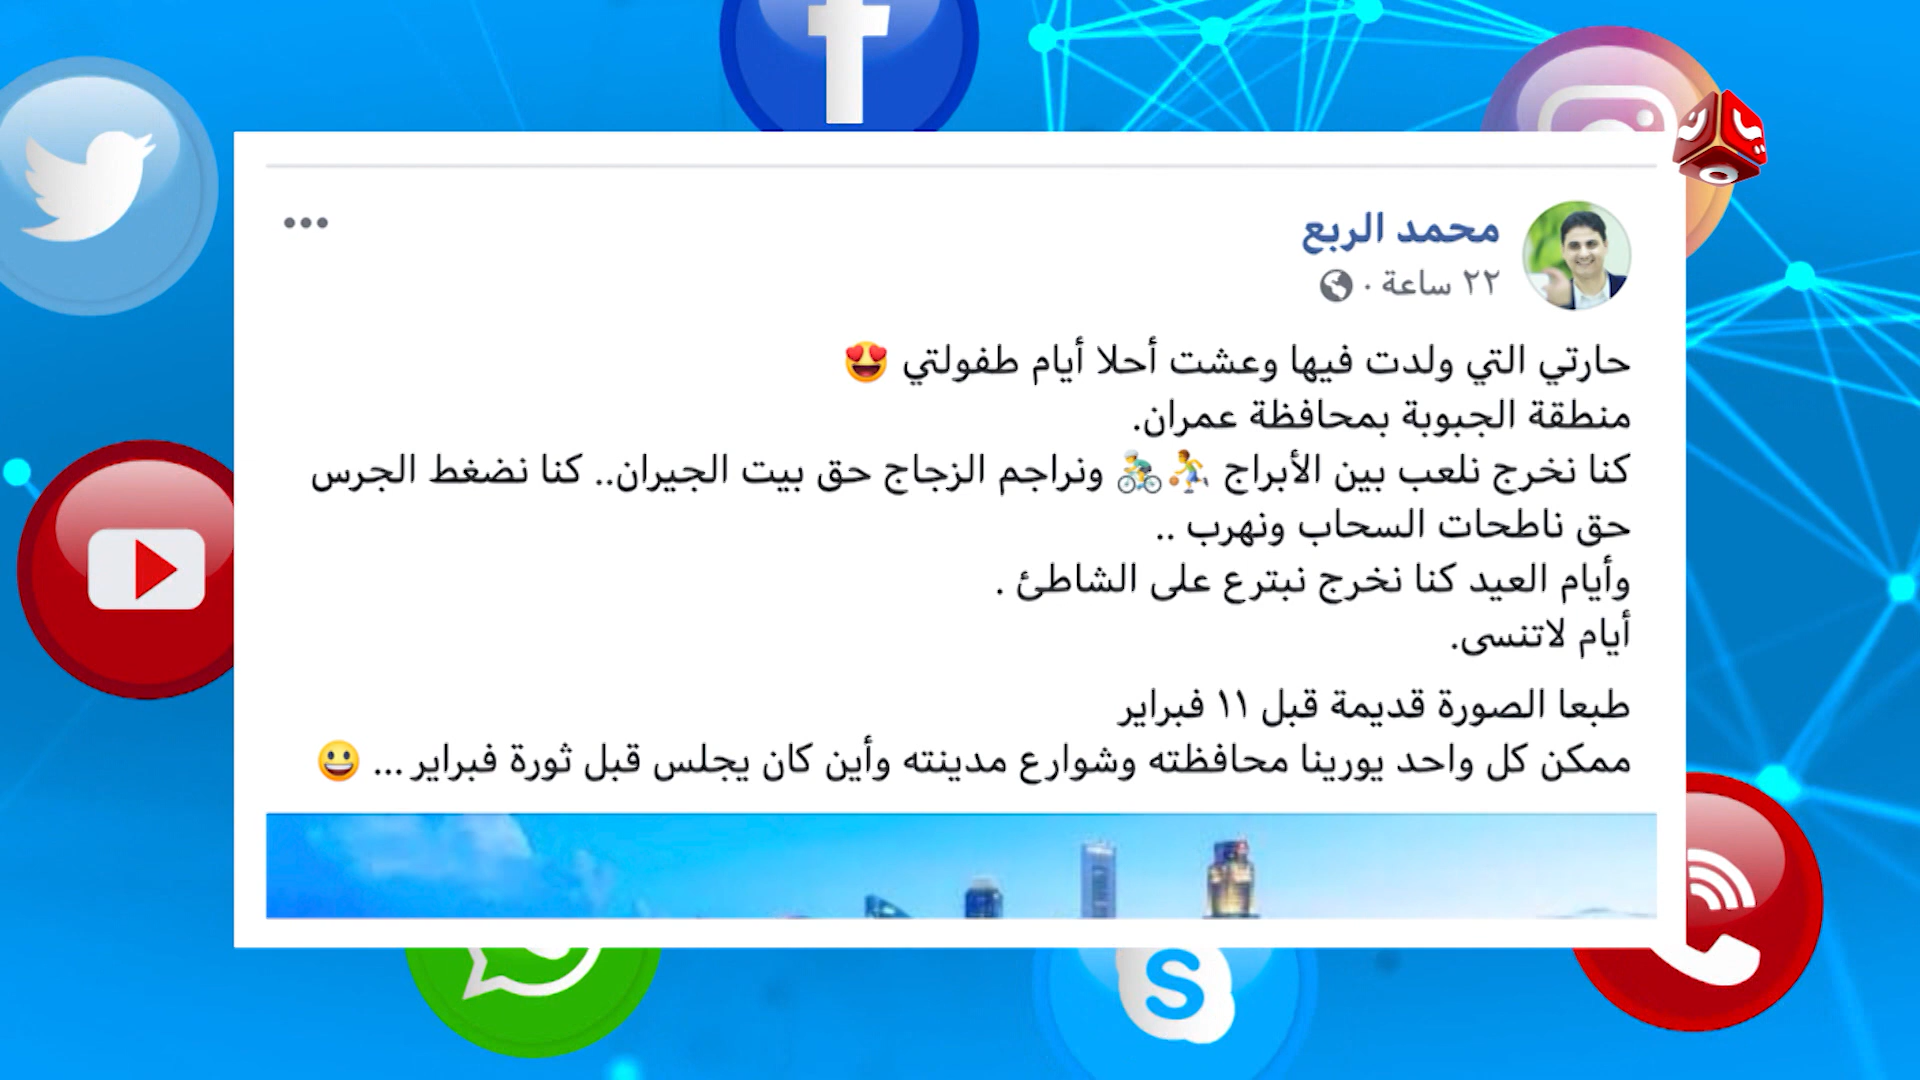 محمد الربع
٢٢ ساعة ·
حارتي التي ولدت فيها وعشت أحلا أيام طفولتي 😍
منطقة الجبوبة بمحافظة عمران.
كنا نخرج نلعب بين الأبراج ⛹️🚴 ونراجم الزجاج حق بيت الجيران.. كنا نضغط الجرس
حق ناطحات السحاب ونهرب ..
وأيام العيد كنا نخرج نبترع على الشاطئ .
أيام لاتنسى.
طبعا الصورة قديمة قبل ١١ فبراير
ممكن كل واحد يورينا محافظته وشوارع مدينته وأين كان يجلس قبل ثورة فبراير ... 😀